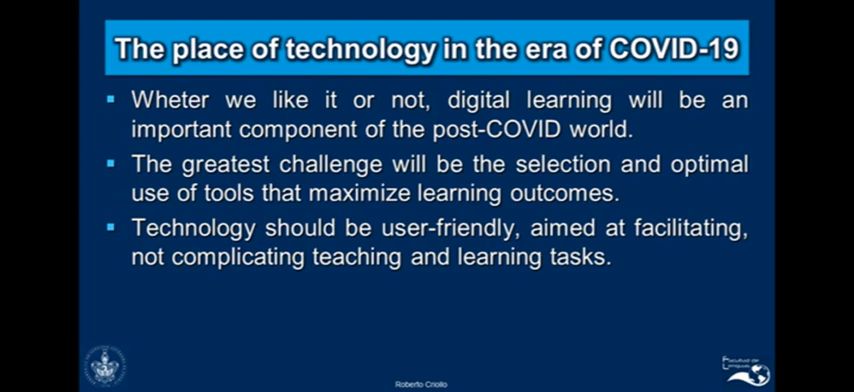 The place of technology in the era of COVID-19
▪ Wheter we like it or not, digital learning will be an
important component of the post-COVID world.
▪ The greatest challenge will be the selection and optimal
use of tools that maximize learning outcomes.
▪ Technology should be user-friendly, aimed at facilitating,
not complicating teaching and learning tasks.
Facultad de
Lenguas
Roberto Criollo